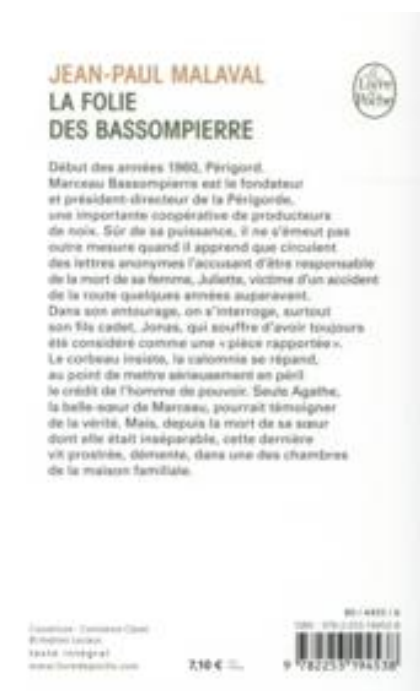 JEAN-PAUL MALAVAL
Le Livre de Poche
LA FOLIE
DES BASSOMPIERRE
Début des années 1960, Périgord.
Marceau Bassompierre est le fondateur
et président-directeur de la Périgorde,
une importante coopérative de producteurs
de noix. Sûr de sa puissance, il ne s'émeut pas
outre mesure quand il apprend que circulent
des lettres anonymes l'accusant d'être responsable
de la mort de sa femme, Juliette, victime d'un accident
de la route quelques années auparavant.
Dans son entourage, on s'interroge, surtout
son fils cadet, Jonas, qui souffre d'avoir toujours
été considéré comme une « pièce rapportée ».
Le corbeau insiste, la calomnie se répand,
au point de mettre sérieusement en péril
le crédit de l'homme de pouvoir. Seule Agathe,
la belle-sœur de Marceau, pourrait témoigner
de la vérité. Mais, depuis la mort de sa sœur
dont elle était inséparable, cette dernière
vit prostrée, démente, dans une des chambres
de la maison familiale.
Couverture :
texte intégral
www.livredepoche.com
7,10 €
ISBN
9 782253 194538